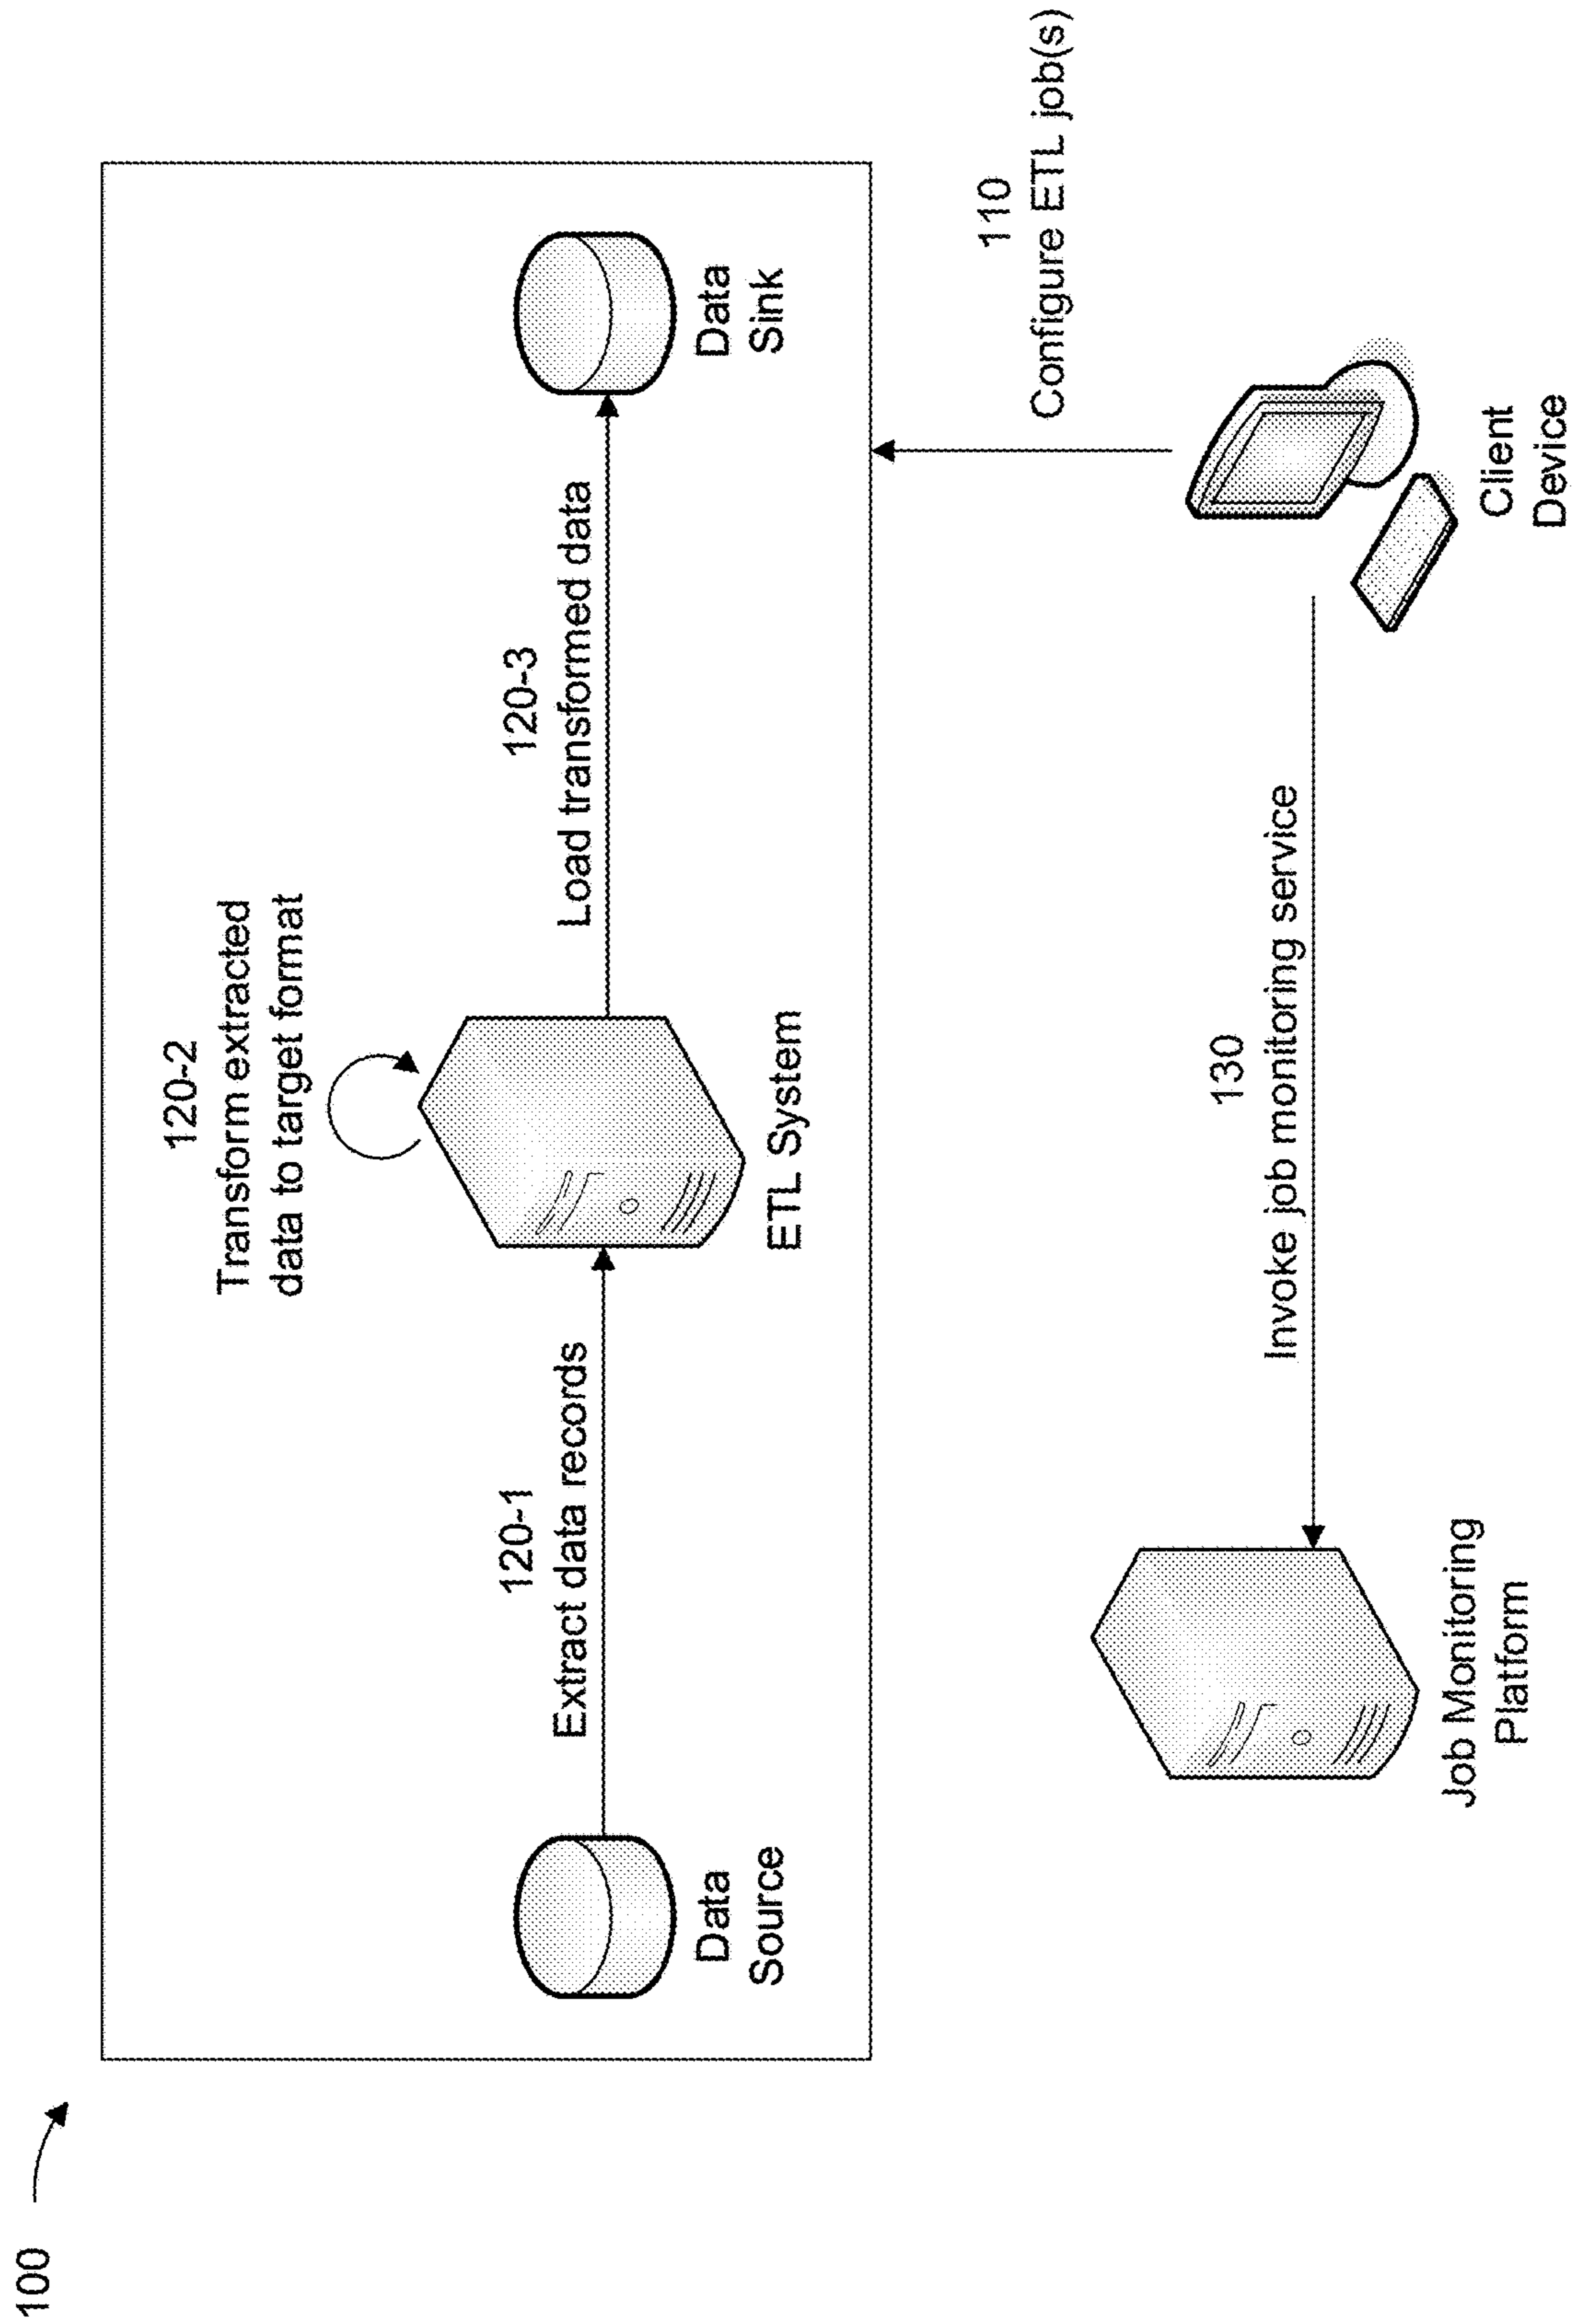 100
120-2
Transform extracted
data to target format
120-1
Extract data records
120-3
Load transformed data
Data
Source
ETL System
Data
Sink
110
Configure ETL job(s)
130
Invoke job monitoring service
Job Monitoring
Platform
Client
Device